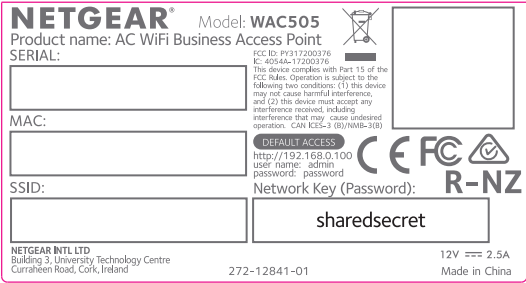 NETGEAR® Model: WAC505
Product name: AC WiFi Business Access Point
SERIAL:
FCC ID: PY317200376
IC: 4054A-17200376
This device complies with Part 15 of the
FCC Rules. Operation is subject to the
following two conditions: (1) this device
may not cause harmful interference,
and (2) this device must accept any
interference received, including
interference that may cause undesired
operation. CAN ICES-3 (B)/NMB-3(B)
MAC:
DEFAULT ACCESS
http://192.168.0.100
user name: admin
password: password
CE FC
R-NZ
SSID:
Network Key (Password):
sharedsecret
NETGEAR INTL LTD
Building 3, University Technology Centre
Curraheen Road, Cork, Ireland
272-12841-01
12V 2.5A
Made in China